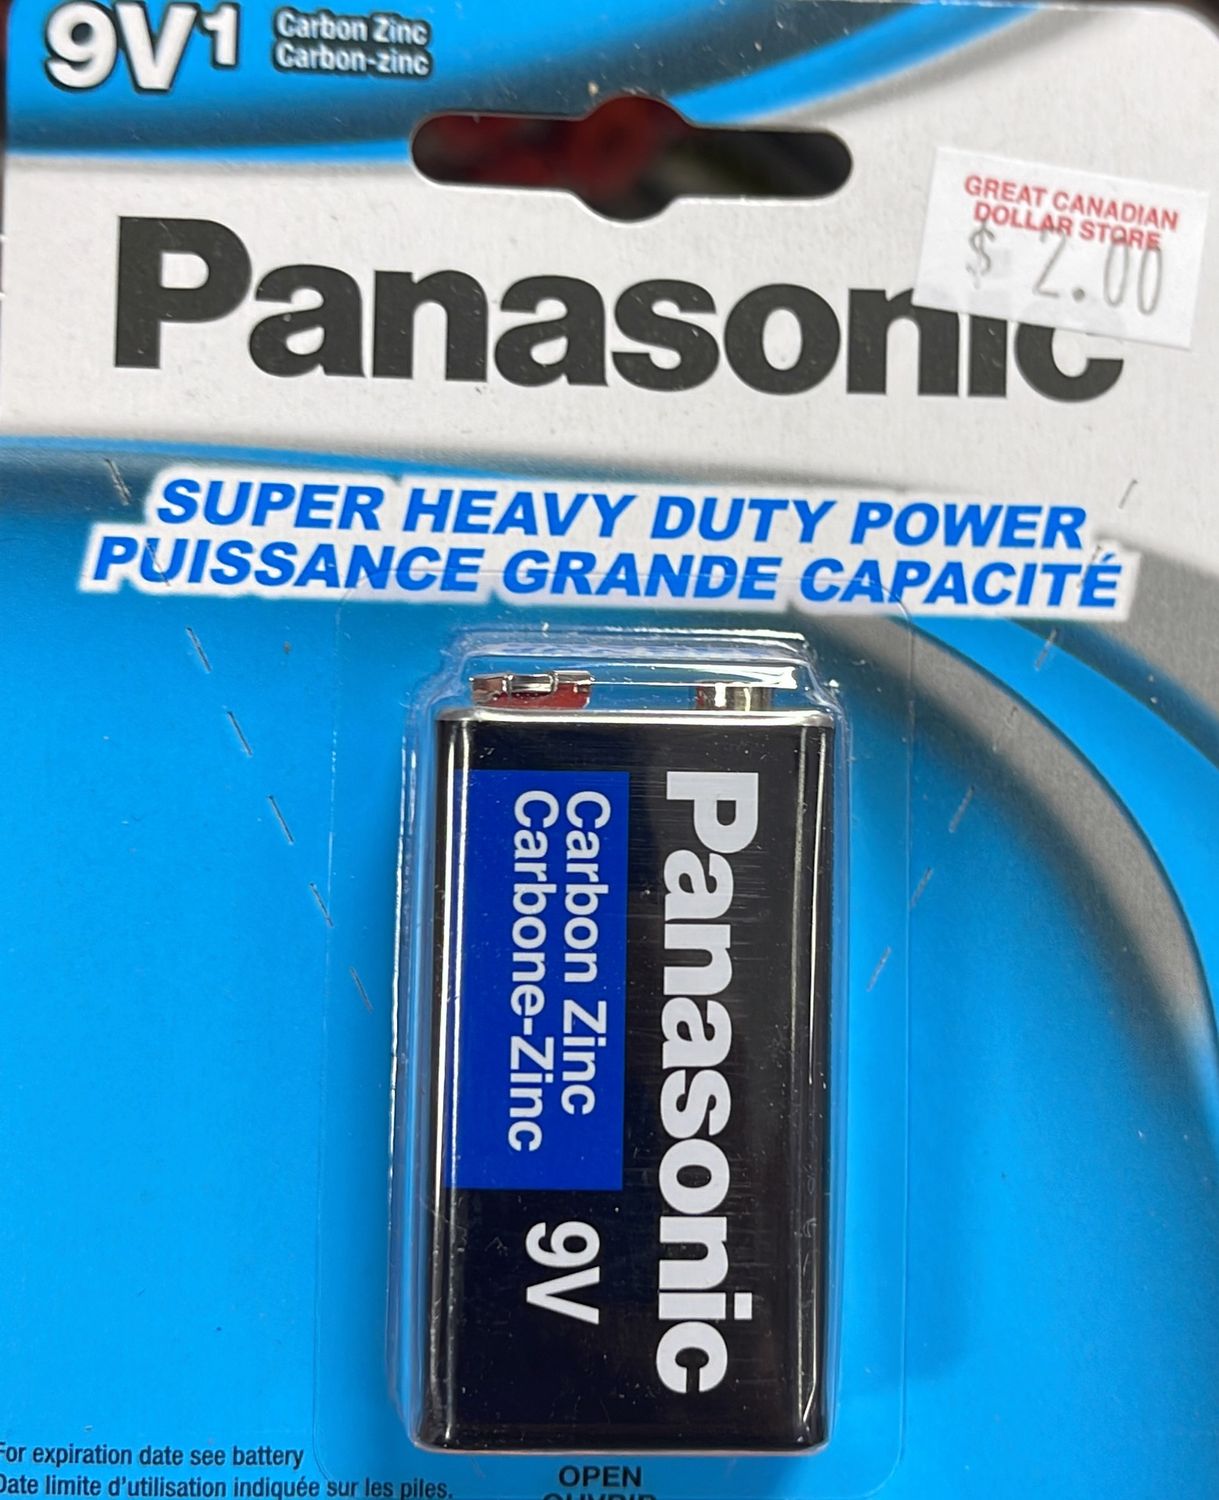 9V1
Carbon Zinc
Carbon-zinc
GREAT CANADIAN
DOLLAR STORE
$ 2.00
Panasonic
SUPER HEAVY DUTY POWER
PUISSANCE GRANDE CAPACITÉ
Panasonic
Carbon Zinc
Carbone-Zinc
9V
For expiration date see battery
Date limite d'utilisation indiquée sur les piles.
OPEN
OUVRIR